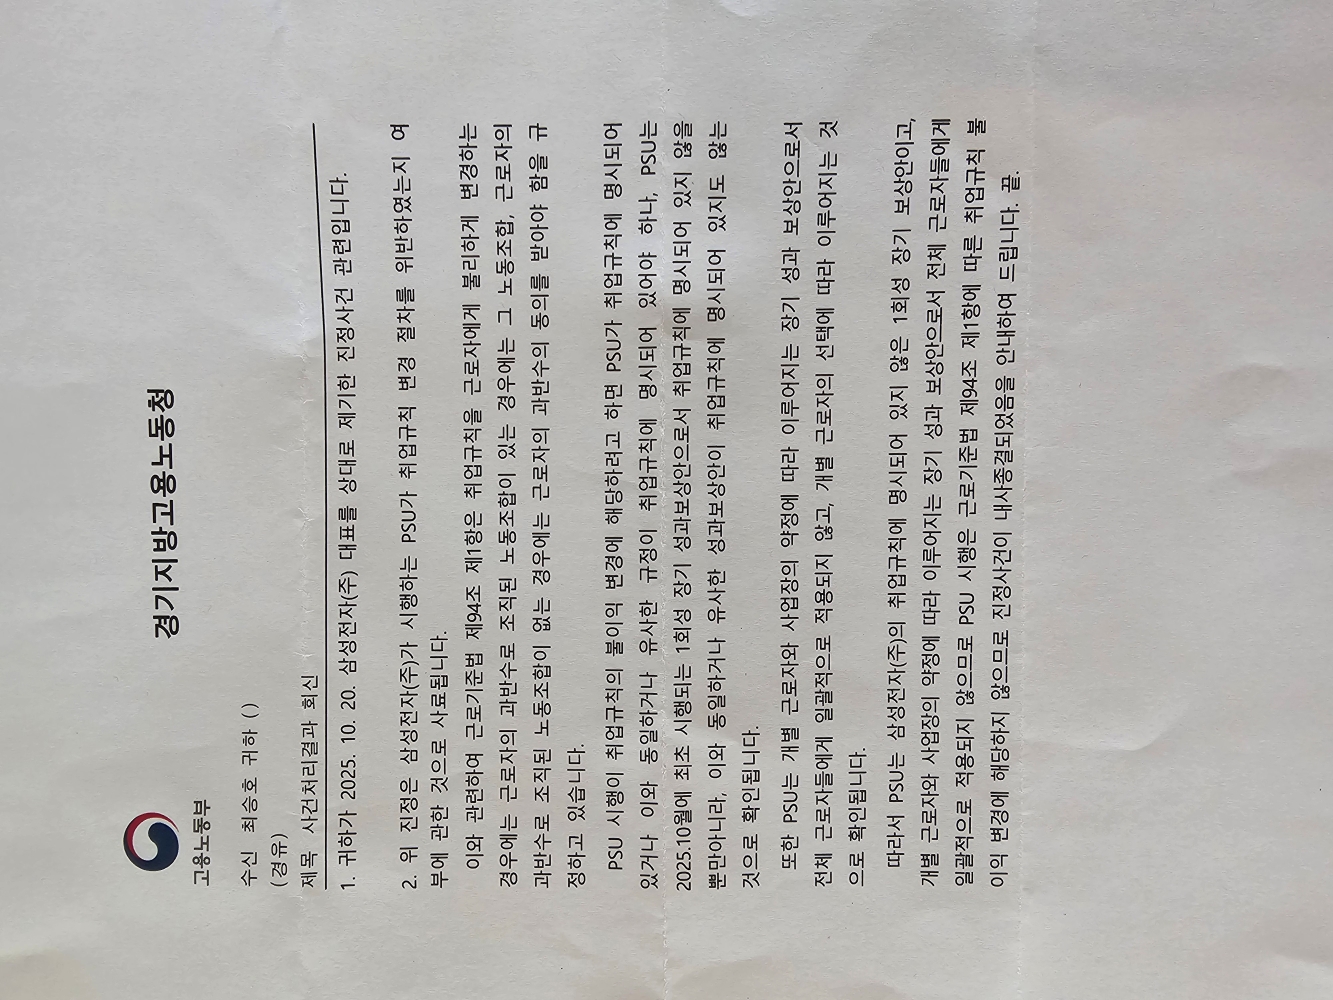 경기지방고용노동청
고용노동부
수신 최승호 귀하 ( )
(경유)
제목 사건처리결과 회신
1. 귀하가 2025. 10. 20. 삼성전자(주) 대표를 상대로 제기한 진정사건 관련입니다.
2. 위 진정은 삼성전자(주)가 시행하는 PSU가 취업규칙 변경 절차를 위반하였는지 여
부에 관한 것으로 사료됩니다.
이와 관련하여 근로기준법 제94조 제1항은 취업규칙을 근로자에게 불리하게 변경하는
경우에는 근로자의 과반수로 조직된 노동조합이 있는 경우에는 그 노동조합, 근로자의
과반수로 조직된 노동조합이 없는 경우에는 근로자의 과반수의 동의를 받아야 함을 규
정하고 있습니다.
PSU 시행이 취업규칙의 불이익 변경에 해당하려고 하면 PSU가 취업규칙에 명시되어
있거나 이와 동일하거나 유사한 규정이 취업규칙에 명시되어 있어야 하나, PSU는
2025.10월에 최초 시행되는 1회성 장기 성과보상안으로서 취업규칙에 명시되어 있지 않을
뿐만아니라, 이와 동일하거나 유사한 성과보상안이 취업규칙에 명시되어 있지도 않는
것으로 확인됩니다.
또한 PSU는 개별 근로자와 사업장의 약정에 따라 이루어지는 장기 성과 보상안으로서
전체 근로자들에게 일괄적으로 적용되지 않고, 개별 근로자의 선택에 따라 이루어지는 것
으로 확인됩니다.
따라서 PSU는 삼성전자(주)의 취업규칙에 명시되어 있지 않은 1회성 장기 보상안이고,
개별 근로자와 사업장의 약정에 따라 이루어지는 장기 성과 보상안으로서 전체 근로자들에게
일괄적으로 적용되지 않으므로 PSU 시행은 근로기준법 제94조 제1항에 따른 취업규칙 불
이익 변경에 해당하지 않으므로 진정사건이 내사종결되었음을 안내하여 드립니다. 끝.